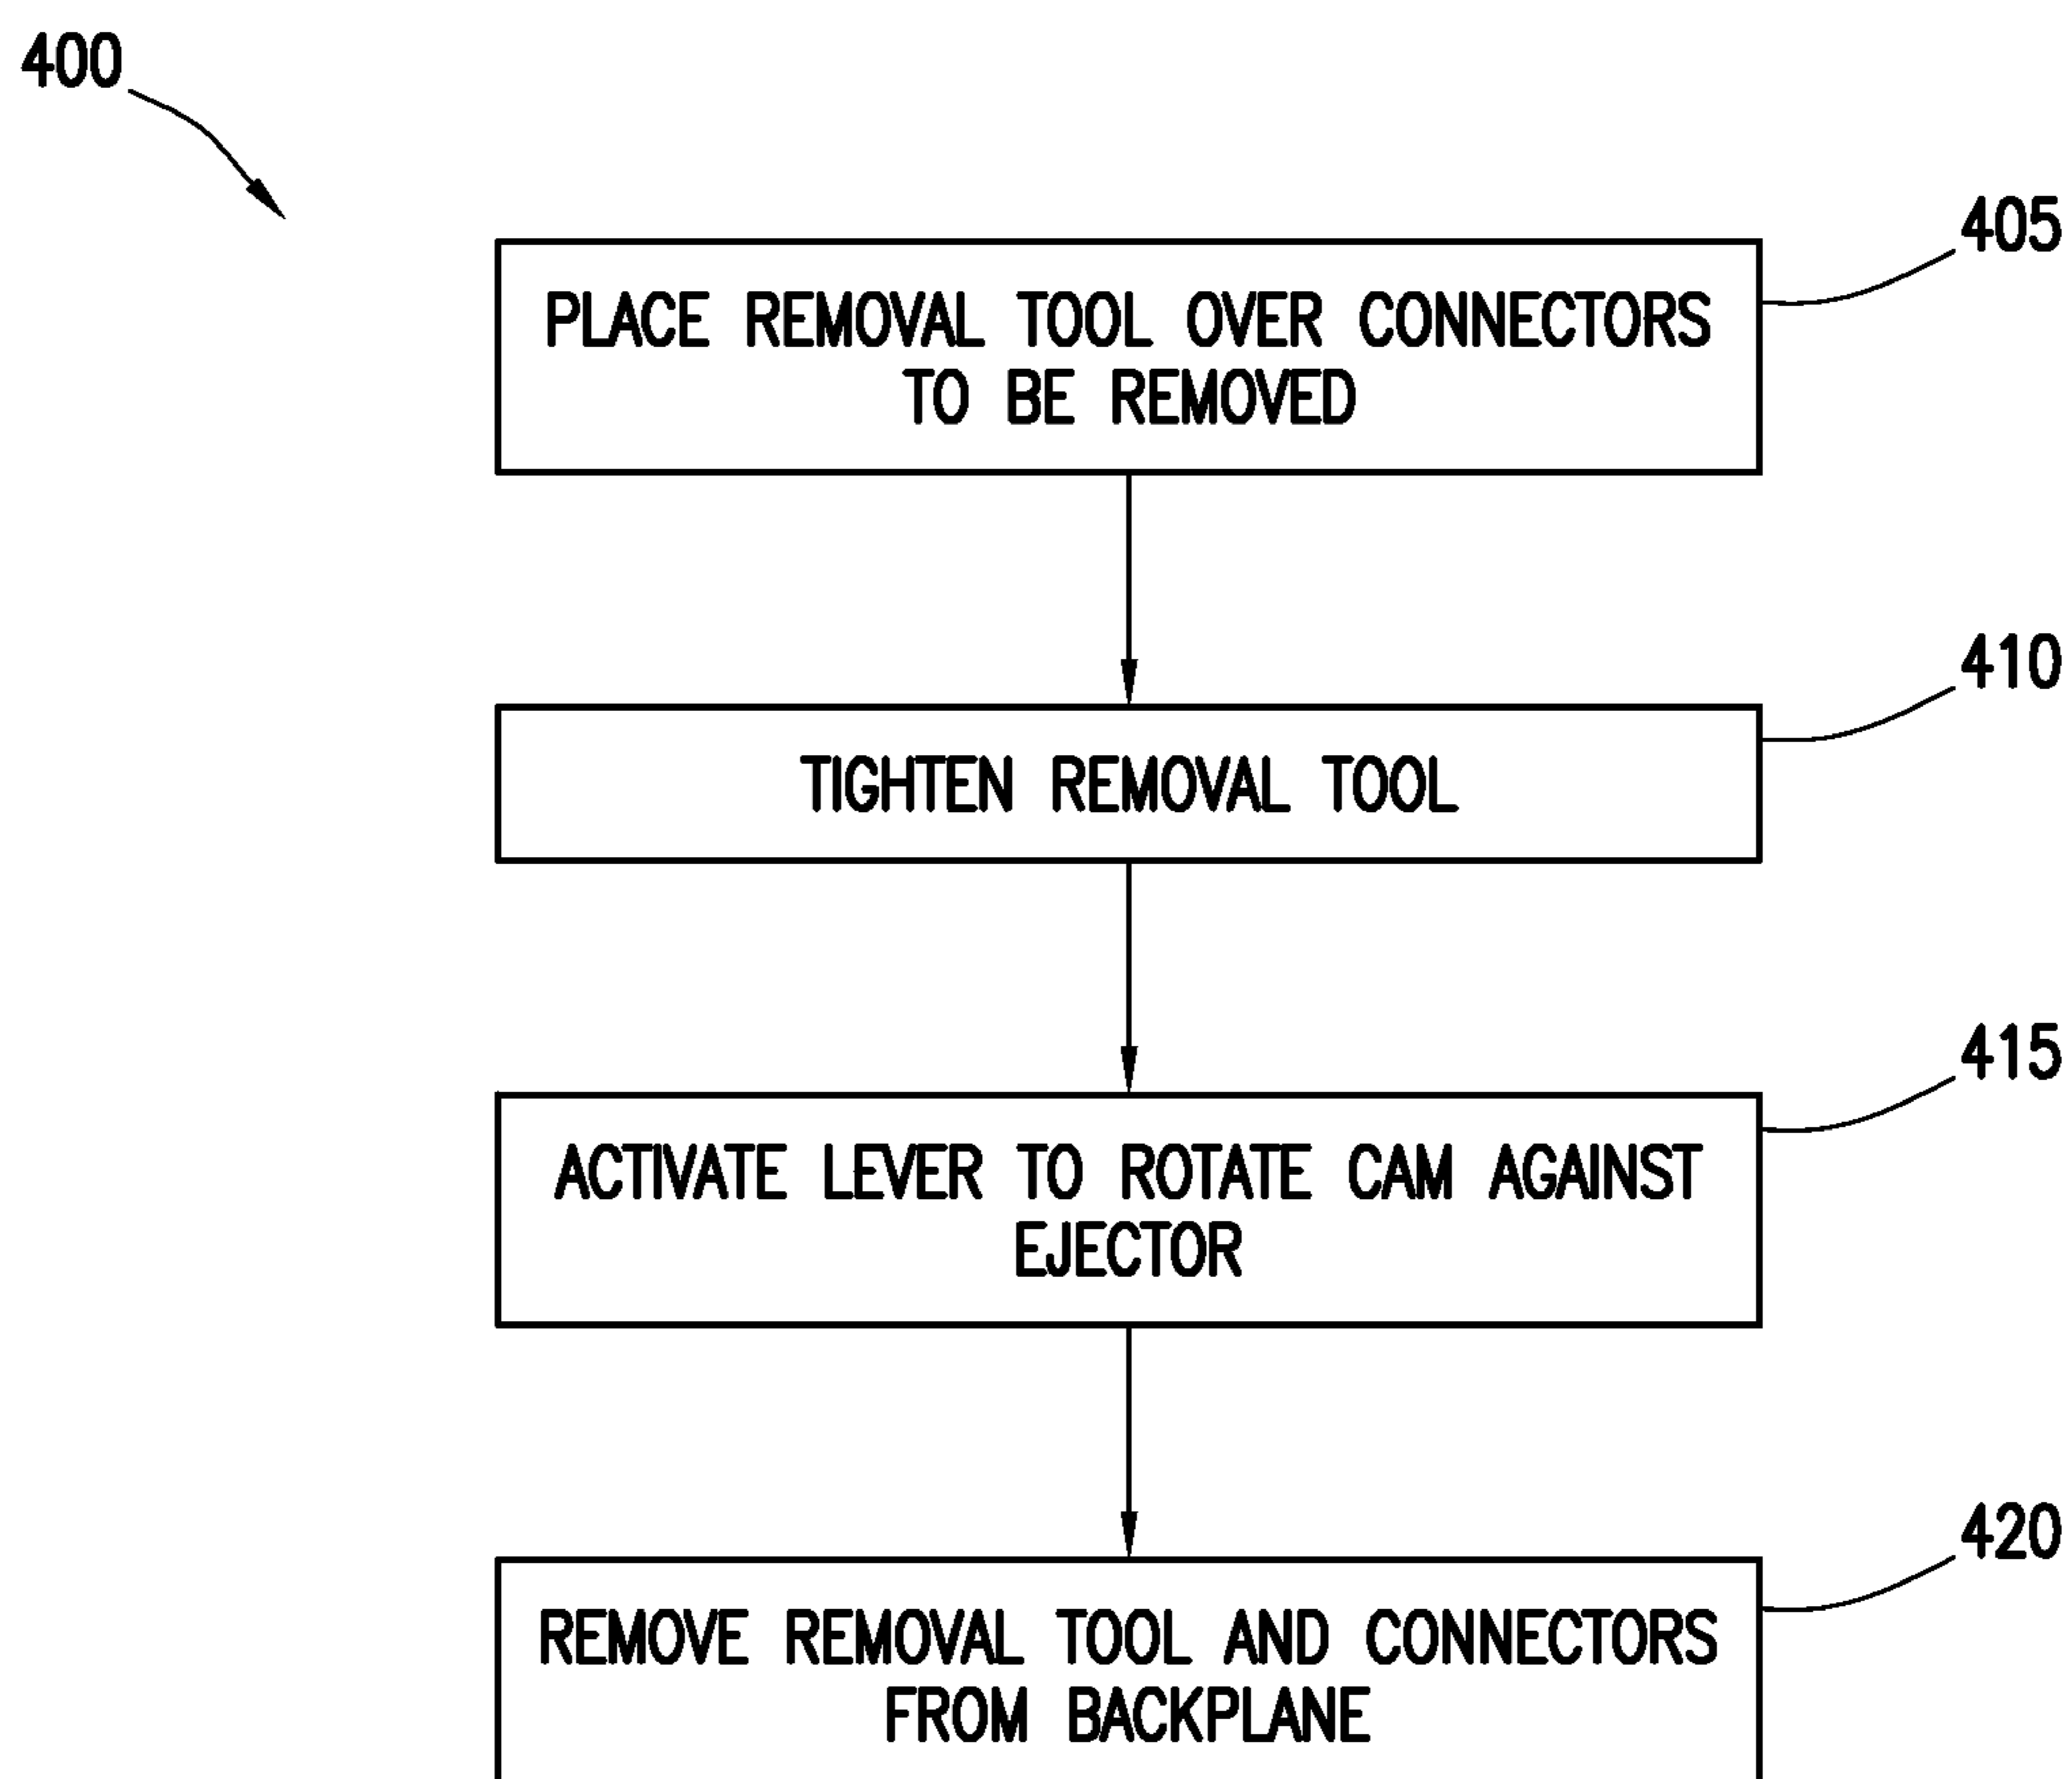 400
405
PLACE REMOVAL TOOL OVER CONNECTORS
TO BE REMOVED
410
TIGHTEN REMOVAL TOOL
415
ACTIVATE LEVER TO ROTATE CAM AGAINST
EJECTOR
420
REMOVE REMOVAL TOOL AND CONNECTORS
FROM BACKPLANE